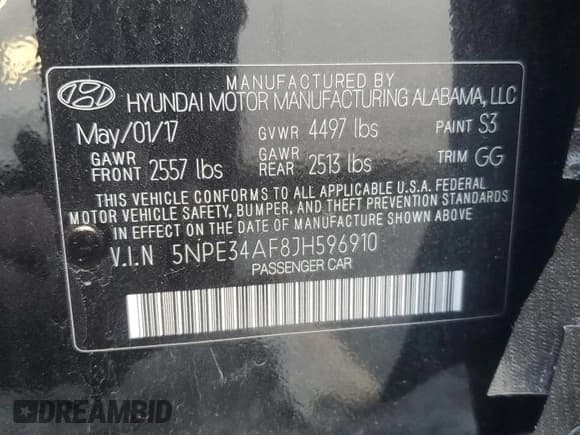 MANUFACTURED BY
HYUNDAI MOTOR MANUFACTURING ALABAMA, LLC
May/01/17 GVWR 4497 lbs PAINT S3
GAWR FRONT 2557 lbs GAWR REAR 2513 lbs TRIM GG
THIS VEHICLE CONFORMS TO ALL APPLICABLE U.S.A. FEDERAL
MOTOR VEHICLE SAFETY, BUMPER, AND THEFT PREVENTION
STANDARDS IN EFFECT ON THE DATE OF MANUFACTURE SHOWN ABOVE.
V.I.N 5NPE34AF8JH596910
PASSENGER CAR
DREAMBID